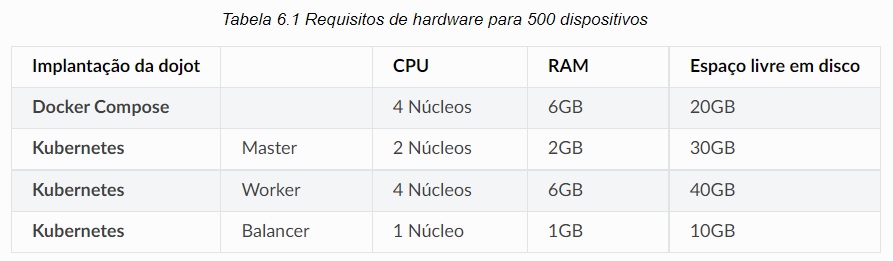 Tabela 6.1 Requisitos de hardware para 500 dispositivos
Implantação da dojot CPU RAM Espaço livre em disco
Docker Compose 4 Núcleos 6GB 20GB
Kubernetes Master 2 Núcleos 2GB 30GB
Kubernetes Worker 4 Núcleos 6GB 40GB
Kubernetes Balancer 1 Núcleo 1GB 10GB